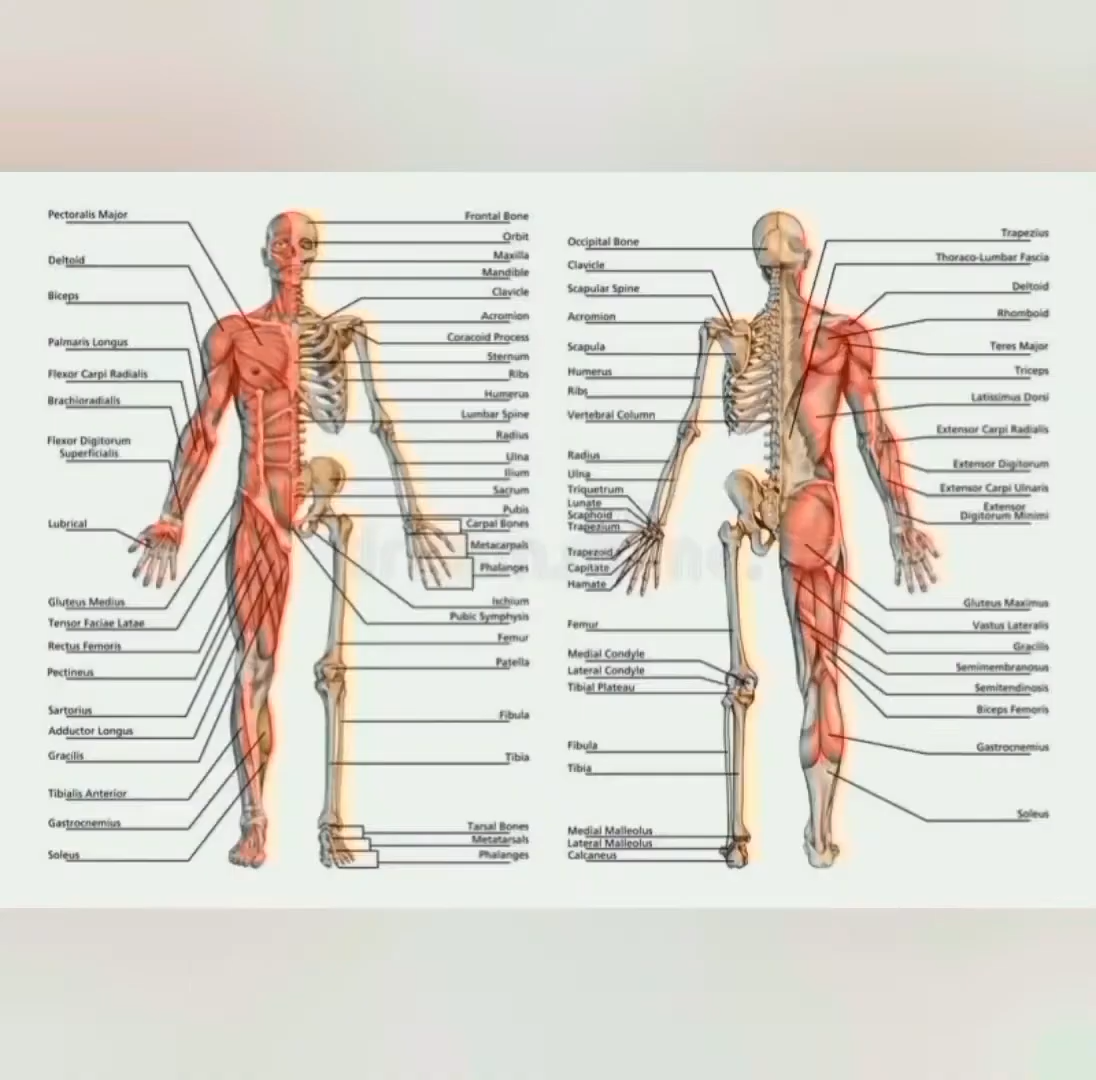 Pectoralis Major
Deltoid
Biceps
Palmaris Longus
Flexor Carpi Radialis
Brachioradialis
Flexor Digitorum
Superficialis
Lubrical
Gluteus Medius
Tensor Faciae Latae
Rectus Femoris
Pectineus
Sartorius
Adductor Longus
Gracilis
Tibialis Anterior
Gastrocnemius
Soleus
Frontal Bone
Orbit
Maxilla
Mandible
Clavicle
Acromion
Coracoid Process
Sternum
Ribs
Humerus
Lumbar Spine
Radius
Ulna
Ilium
Sacrum
Pubis
Carpal Bones
Metacarpals
Phalanges
Ischium
Pubic Symphysis
Femur
Patella
Fibula
Tibia
Tarsal Bones
Metatarsals
Phalanges
Occipital Bone
Clavicle
Scapular Spine
Acromion
Scapula
Humerus
Ribs
Vertebral Column
Radius
Ulna
Triquetrum
Lunate
Scaphoid
Trapezium
Trapezoid
Capitate
Hamate
Femur
Medial Condyle
Lateral Condyle
Tibial Plateau
Fibula
Tibia
Medial Malleolus
Lateral Malleolus
Calcaneus
Trapezius
Thoraco-Lumbar Fascia
Deltoid
Rhomboid
Teres Major
Triceps
Latissimus Dorsi
Extensor Carpi Radialis
Extensor Digitorum
Extensor Carpi Ulnaris
Extensor
Digitorum Minimi
Gluteus Maximus
Vastus Lateralis
Gracilis
Semimembranosus
Semitendinosis
Biceps Femoris
Gastrocnemius
Soleus